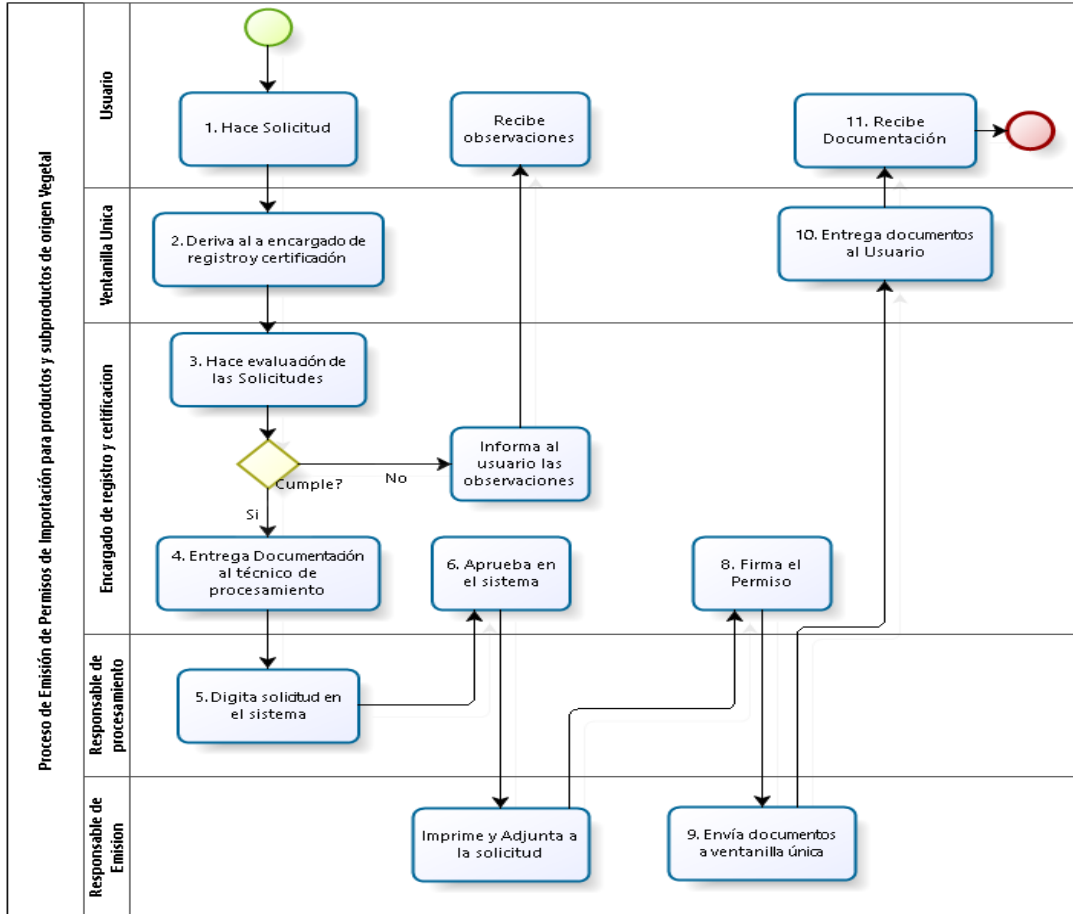 Proceso de Emisión de Permisos de Importación para productos y subproductos de origen Vegetal
Usuario
1. Hace Solicitud
Recibe
observaciones
11. Recibe
Documentación
Ventanilla Unica
2. Deriva al a encargado de
registro y certificación
10. Entrega documentos
al Usuario
Encargado de registro y certificacion
3. Hace evaluación de
las Solicitudes
Cumple?
No
Informa al
usuario las
observaciones
Si
4. Entrega Documentación
al técnico de
procesamiento
6. Aprueba en
el sistema
8. Firma el
Permiso
Responsable de
procesamiento
5. Digita solicitud en
el sistema
Responsable de
Emision
Imprime y Adjunta a
la solicitud
9. Envía documentos
a ventanilla única